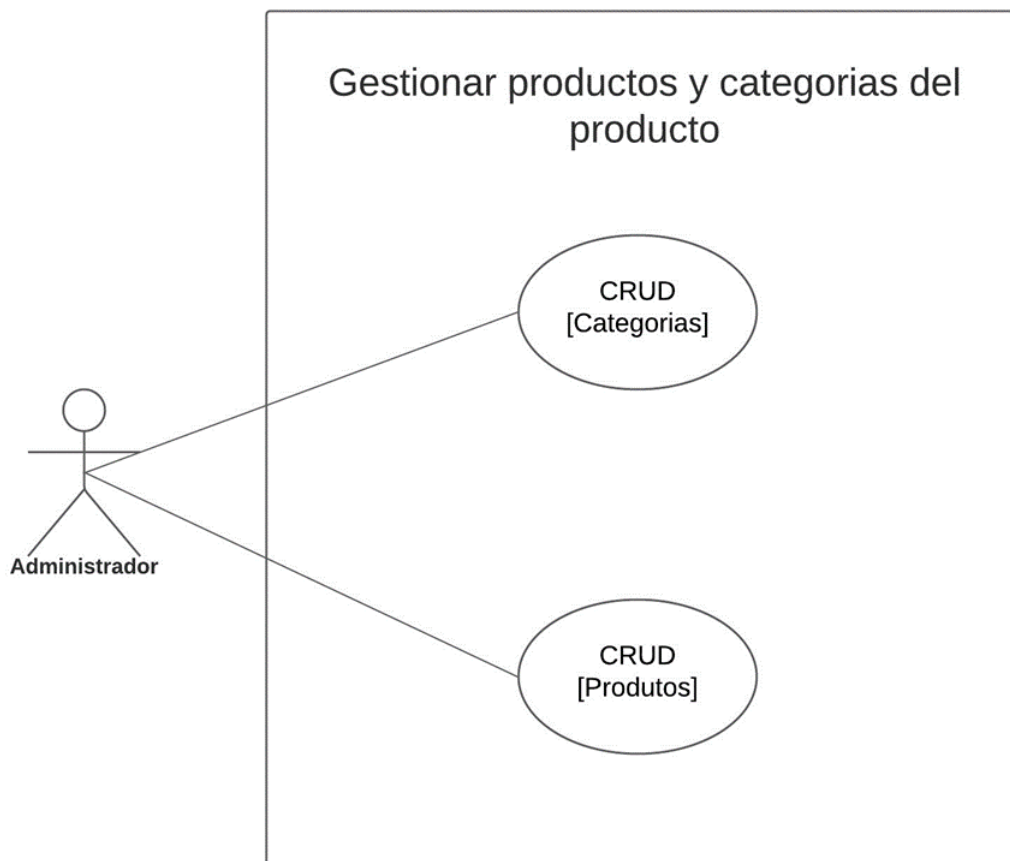 Gestionar productos y categorias del
producto
CRUD
[Categorias]
Administrador
CRUD
[Produtos]